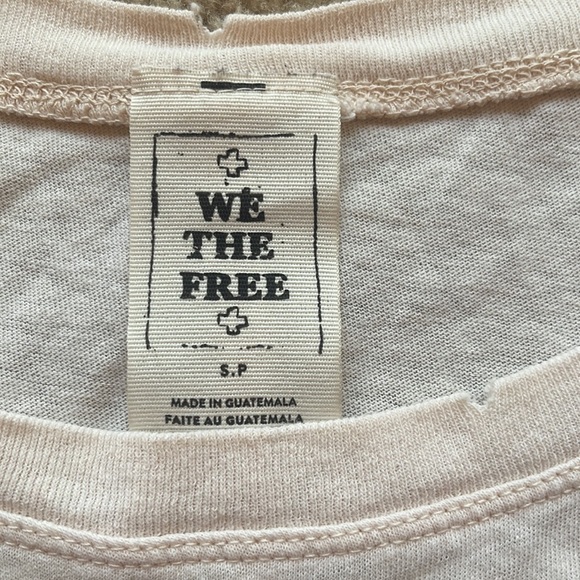 WE
THE
FREE
S.P
MADE IN GUATEMALA
FAITE AU GUATEMALA